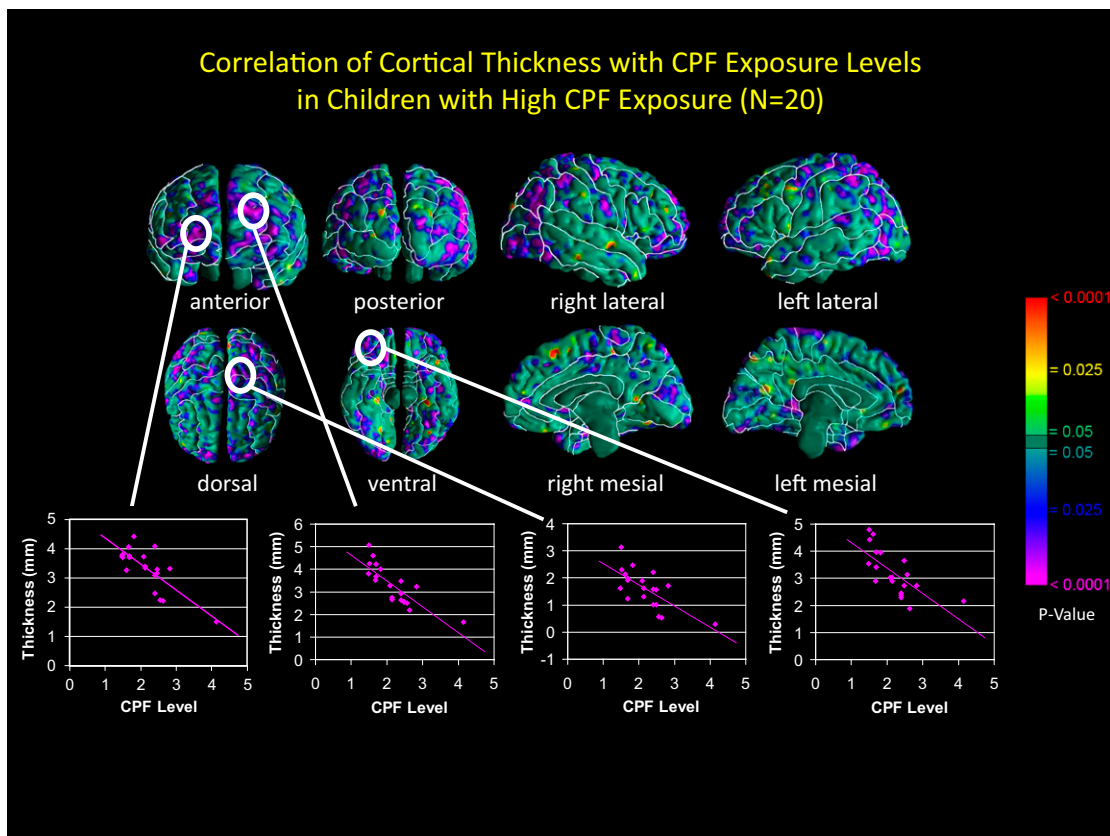 Correlation of Cortical Thickness with CPF Exposure Levels
in Children with High CPF Exposure (N=20)
anterior
posterior
right lateral
left lateral
dorsal
ventral
right mesial
left mesial
< 0.0001
= 0.025
= 0.05
= 0.05
= 0.025
<0.0001
P-Value
Thickness (mm)
5
4
3
2
1
0
0 1 2 3 4 5
CPF Level
Thickness (mm)
6
5
4
3
2
1
0
0 1 2 3 4 5
CPF Level
Thickness (mm)
4
3
2
1
0
-1
0 1 2 3 4 5
CPF Level
Thickness (mm)
5
4
3
2
1
0
0 1 2 3 4 5
CPF Level